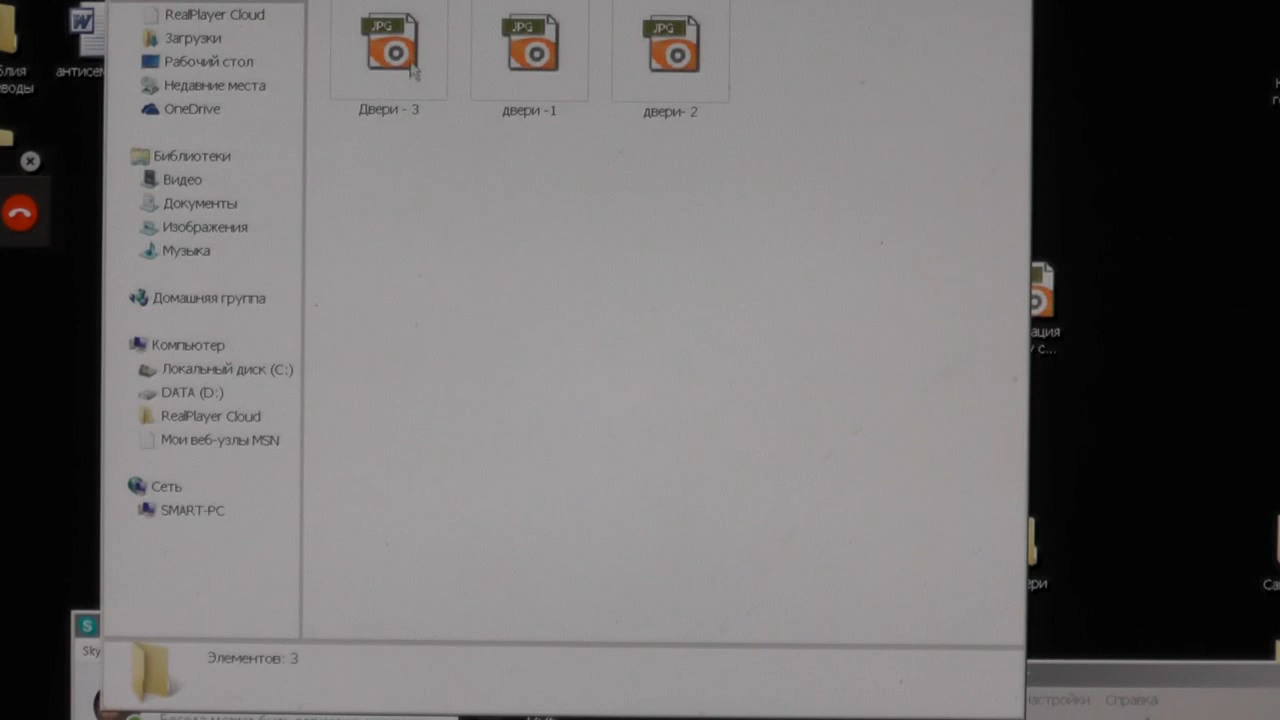 RealPlayer Cloud
Загрузки
Рабочий стол
Недавние места
OneDrive
Библиотеки
Видео
Документы
Изображения
Музыка
Домашняя группа
Компьютер
Локальный диск (C:)
DATA (D:)
RealPlayer Cloud
Мои веб-узлы MSN
Сеть
SMART-PC
JPG
JPG
JPG
Двери - 3
двери -1
двери- 2
Элементов: 3
W
S
Sky
Справка